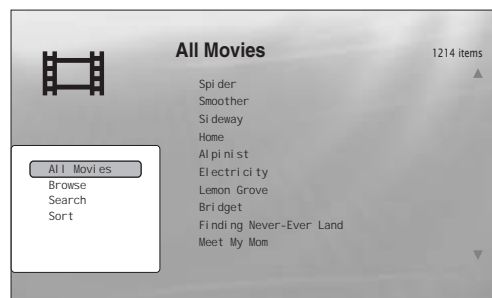 All Movies
1214 items
Spider
Smoother
Sideway
Home
Alpinist
Electricity
Lemon Grove
Bridget
Finding Never-Ever Land
Meet My Mom
All Movies
Browse
Search
Sort